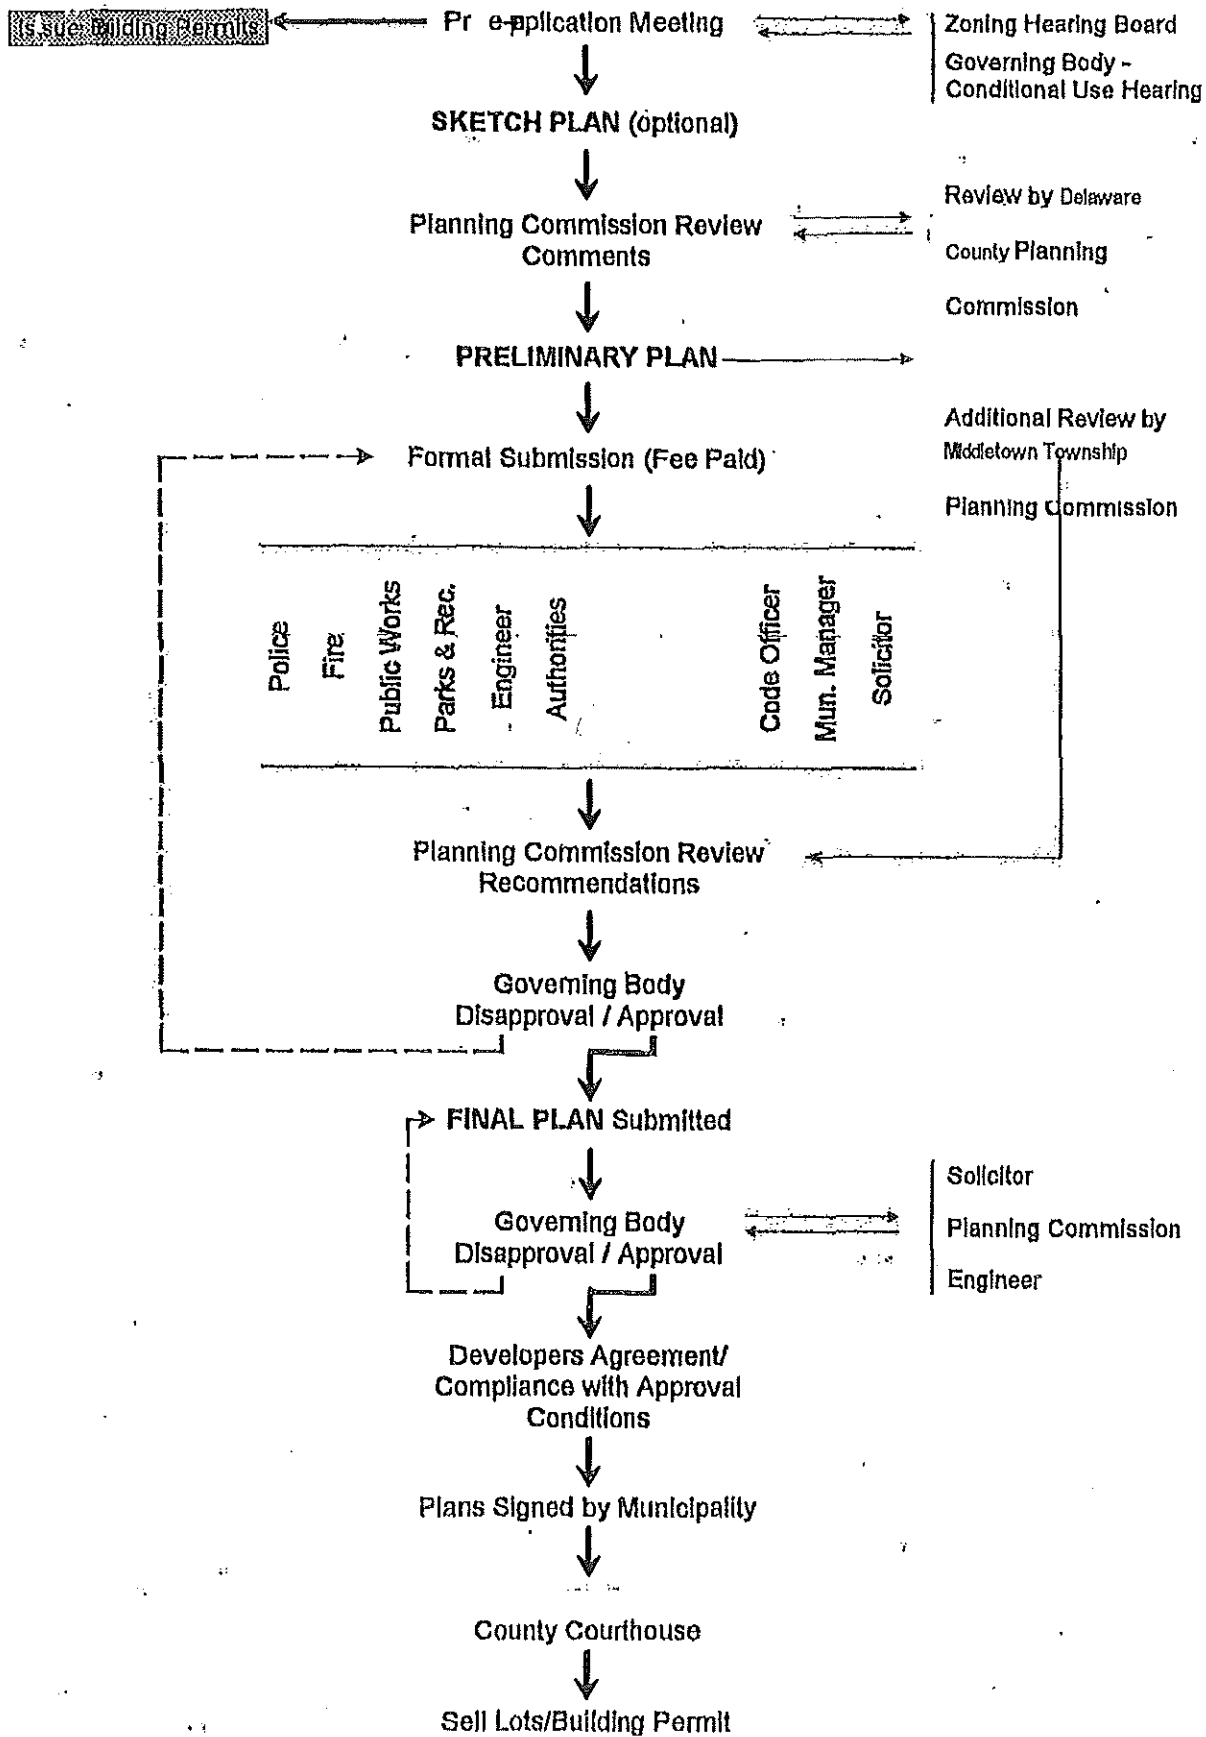 Is sue Building Permits
Pr e-application Meeting
Zoning Hearing Board
Governing Body -
Conditional Use Hearing
SKETCH PLAN (optional)
Planning Commission Review
Comments
Review by Delaware
County Planning
Commission
PRELIMINARY PLAN
Additional Review by
Middletown Township
Planning Commission
Formal Submission (Fee Paid)
Police
Fire
Public Works
Parks & Rec.
Engineer
Authorities
Code Officer
Mun. Manager
Solicitor
Planning Commission Review
Recommendations
Governing Body
Disapproval / Approval
FINAL PLAN Submitted
Governing Body
Disapproval / Approval
Solicitor
Planning Commission
Engineer
Developers Agreement/
Compliance with Approval
Conditions
Plans Signed by Municipality
County Courthouse
Sell Lots/Building Permit